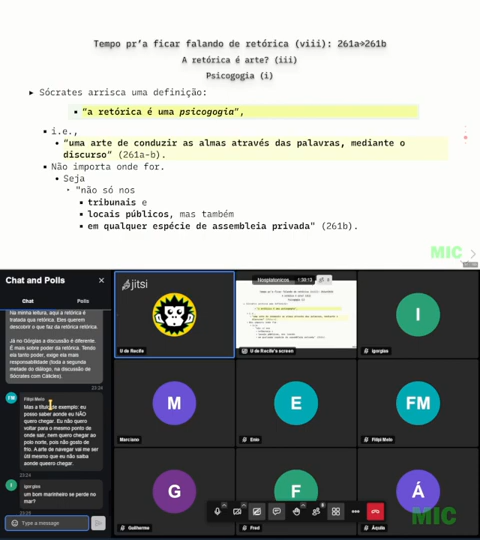 Tempo pr’a ficar falando de retórica (viii): 261a→261b
A retórica é arte? (iii)
Psicogogia (i)
▸ Sócrates arrisca uma definição:
▪ “a retórica é uma psicogogia”,
▪ i.e.,
• “uma arte de conduzir as almas através das palavras, mediante o
discurso” (261a-b).
▪ Não importa onde for.
• Seja
• "não só nos
▪ tribunais e
▪ locais públicos, mas também
▪ em qualquer espécie de assembleia privada" (261b).
MIC
Chat and Polls
Chat Polls
Na minha leitura, aqui a retórica é
tratada que retórica. Eles querem
descobrir o que faz da retórica retórica.
Já no Górgias a discussão é diferente.
É mais sobre poder da retórica. Tendo
ela tanto poder, exige ela mais
responsabilidade (toda a segunda
metade do diálogo, na discussão de
Sócrates com Cálicles).
23:24
FM
Filipi Melo
Mas a título de exemplo: eu
posso saber aonde eu NÃO
quero chegar. Eu não quero
voltar para o mesmo ponto de
onde sair, nem quero chegar ao
polo norte, pois não gosto de
frio. A arte de navegar me ser
útil mesmo que eu não saiba
aonde queero chegar.
23:24
I
igorgios
um bom marinheiro se perde no
mar?
23:25
Type a message
jitsi
U de Recife
U de Recife's screen
I
igorgios
M
Marciano
E
Enio
FM
Filipi Melo
G
Guilherme
F
Fred
Á
Áquila
MIC